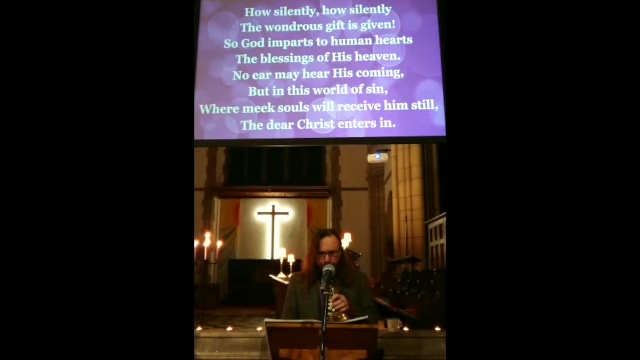 How silently, how silently
The wondrous gift is given!
So God imparts to human hearts
The blessings of His heaven.
No ear may hear His coming,
But in this world of sin,
Where meek souls will receive him still,
The dear Christ enters in.